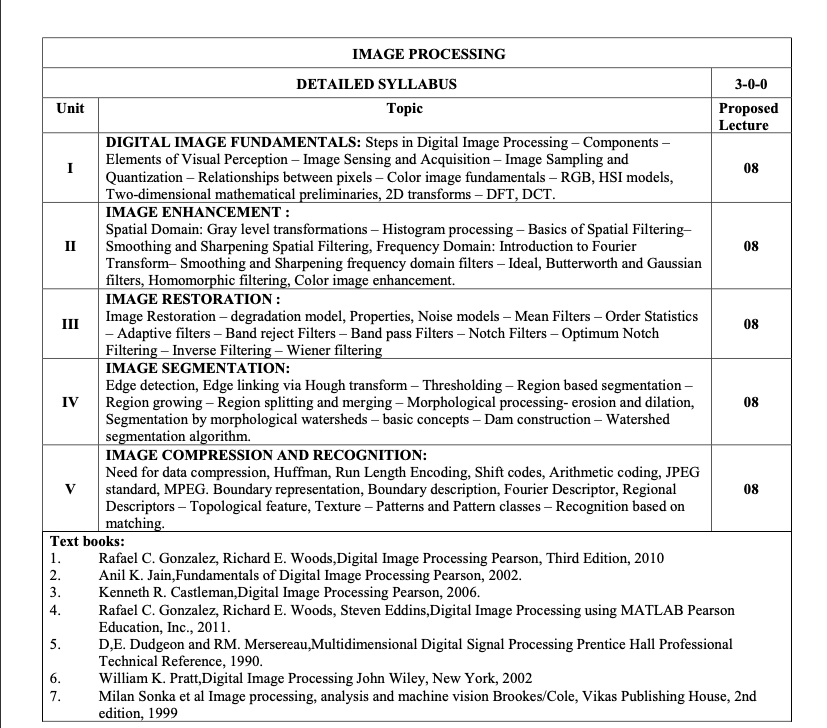 IMAGE PROCESSING
DETAILED SYLLABUS 3-0-0
Unit Topic Proposed
Lecture
I DIGITAL IMAGE FUNDAMENTALS: Steps in Digital Image Processing – Components –
Elements of Visual Perception – Image Sensing and Acquisition – Image Sampling and
Quantization – Relationships between pixels – Color image fundamentals – RGB, HSI models,
Two-dimensional mathematical preliminaries, 2D transforms – DFT, DCT.
08
II IMAGE ENHANCEMENT :
Spatial Domain: Gray level transformations – Histogram processing – Basics of Spatial Filtering–
Smoothing and Sharpening Spatial Filtering, Frequency Domain: Introduction to Fourier
Transform– Smoothing and Sharpening frequency domain filters – Ideal, Butterworth and Gaussian
filters, Homomorphic filtering, Color image enhancement.
08
III IMAGE RESTORATION :
Image Restoration – degradation model, Properties, Noise models – Mean Filters – Order Statistics
– Adaptive filters – Band reject Filters – Band pass Filters – Notch Filters – Optimum Notch
Filtering – Inverse Filtering – Wiener filtering
08
IV IMAGE SEGMENTATION:
Edge detection, Edge linking via Hough transform – Thresholding – Region based segmentation –
Region growing – Region splitting and merging – Morphological processing- erosion and dilation,
Segmentation by morphological watersheds – basic concepts – Dam construction – Watershed
segmentation algorithm.
08
V IMAGE COMPRESSION AND RECOGNITION:
Need for data compression, Huffman, Run Length Encoding, Shift codes, Arithmetic coding, JPEG
standard, MPEG. Boundary representation, Boundary description, Fourier Descriptor, Regional
Descriptors – Topological feature, Texture – Patterns and Pattern classes – Recognition based on
matching.
08
Text books:
1. Rafael C. Gonzalez, Richard E. Woods,Digital Image Processing Pearson, Third Edition, 2010
2. Anil K. Jain,Fundamentals of Digital Image Processing Pearson, 2002.
3. Kenneth R. Castleman,Digital Image Processing Pearson, 2006.
4. Rafael C. Gonzalez, Richard E. Woods, Steven Eddins,Digital Image Processing using MATLAB Pearson
Education, Inc., 2011.
5. D,E. Dudgeon and RM. Mersereau,Multidimensional Digital Signal Processing Prentice Hall Professional
Technical Reference, 1990.
6. William K. Pratt,Digital Image Processing John Wiley, New York, 2002
7. Milan Sonka et al Image processing, analysis and machine vision Brookes/Cole, Vikas Publishing House, 2nd
edition, 1999